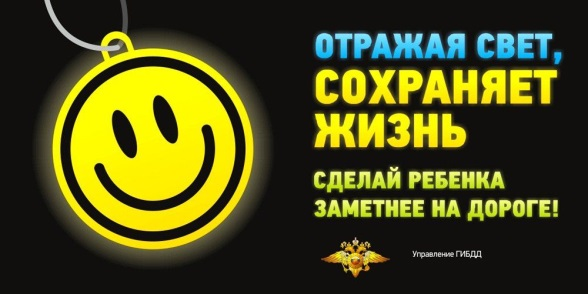 ОТРАЖАЯ СВЕТ,
СОХРАНЯЕТ
ЖИЗНЬ
СДЕЛАЙ РЕБЕНКА
ЗАМЕТНЕЕ НА ДОРОГЕ!
Управление ГИБДД